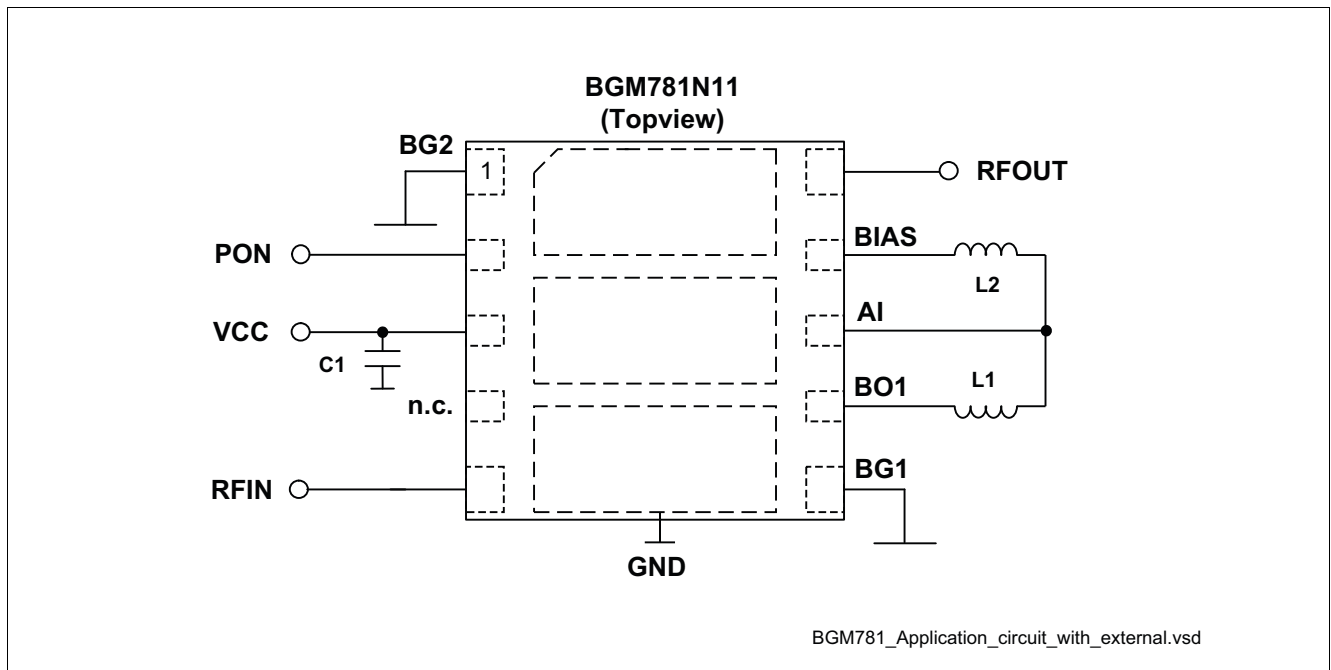 BGM781N11
(Topview)
BG2
1
RFOUT
PON
BIAS
L2
VCC
AI
C1
L1
n.c.
BO1
RFIN
BG1
GND
BGM781_Application_circuit_with_external.vsd